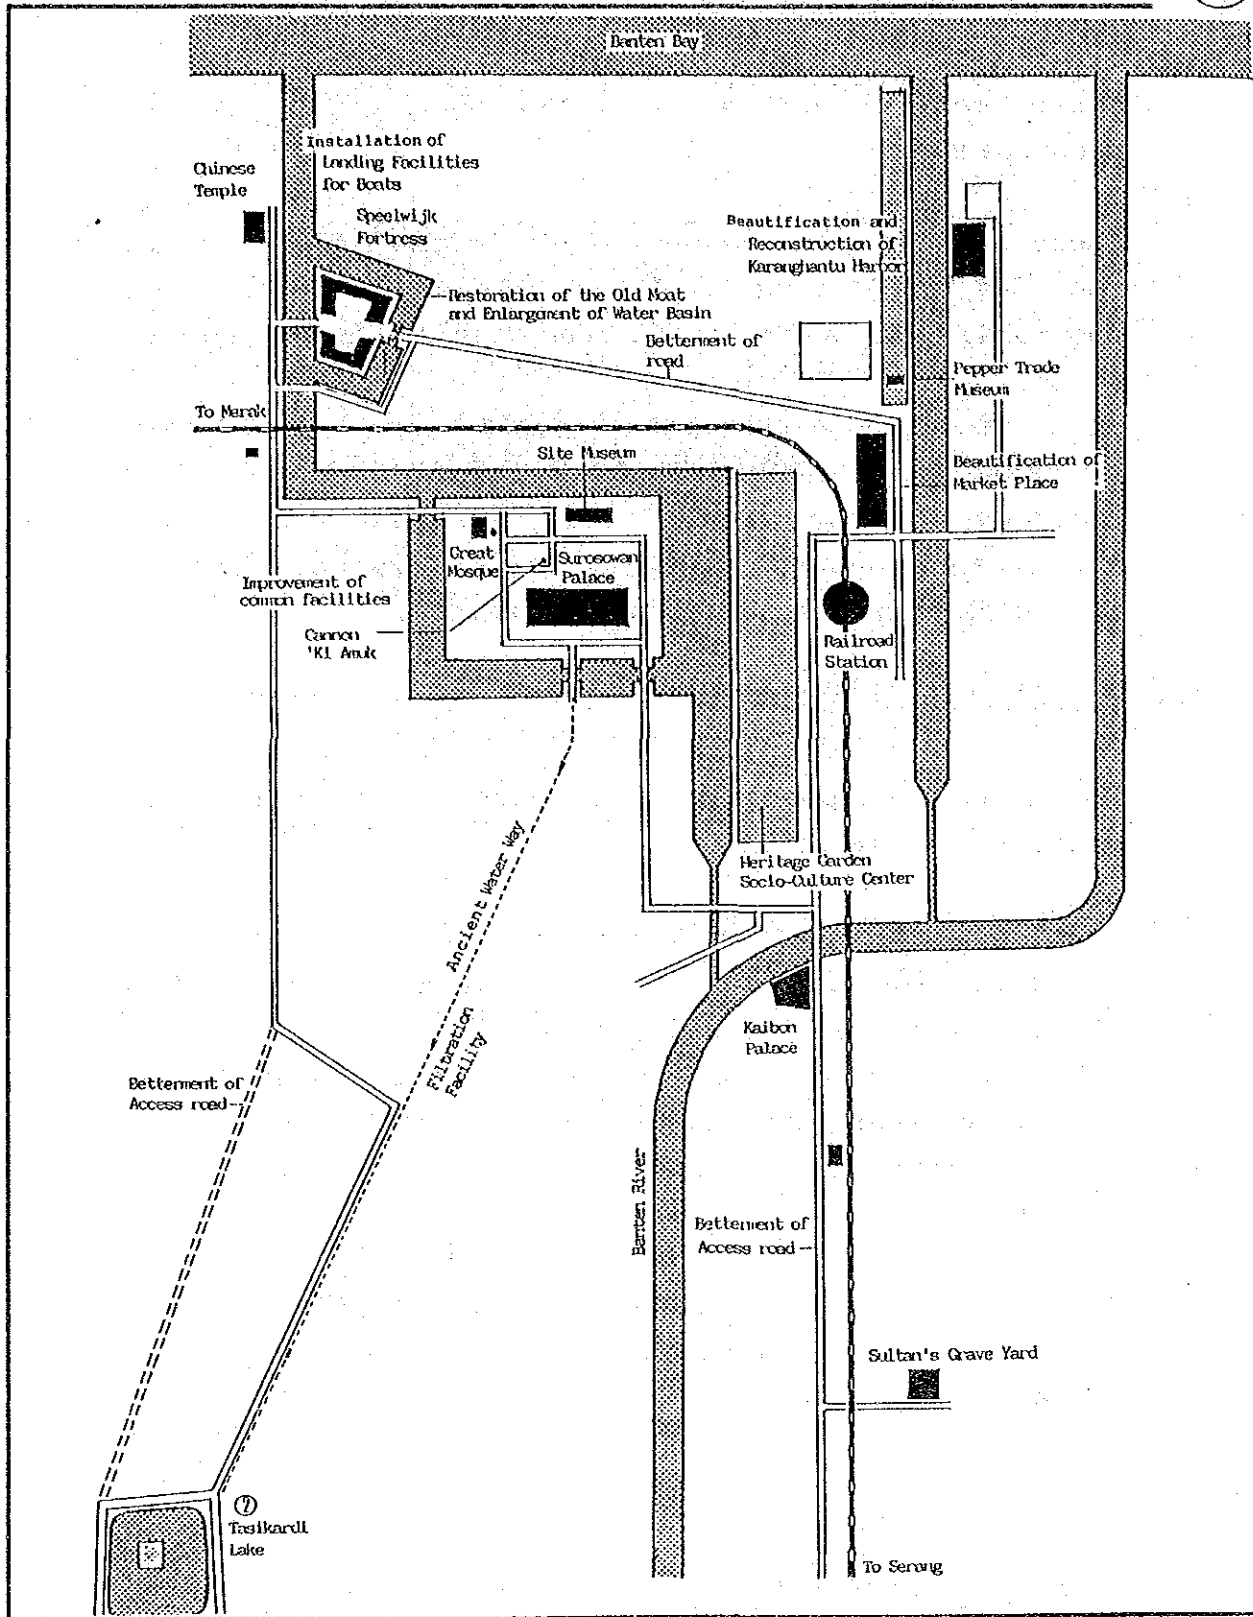 Banten Bay
Installation of
Landing Facilities
for Boats
Chinese
Temple
Speelwijk
Fortress
Beautification and
Reconstruction of
Karanghantu Harbor
Restoration of the Old Moat
and Enlargment of Water Basin
Betterment of
road
Pepper Trade
Museum
To Merak
Site Museum
Beautification of
Market Place
Great
Mosque
Surosowan
Palace
Improvement of
common facilities
Cannon
'Ki Amuk
Railroad
Station
Heritage Garden
Socio-Culture Center
Ancient Water Way
Filtration
Facility
Kaibon
Palace
Betterment of
Access road
Banten River
Betterment of
Access road
Sultan's Grave Yard
Tasikardi
Lake
To Serang